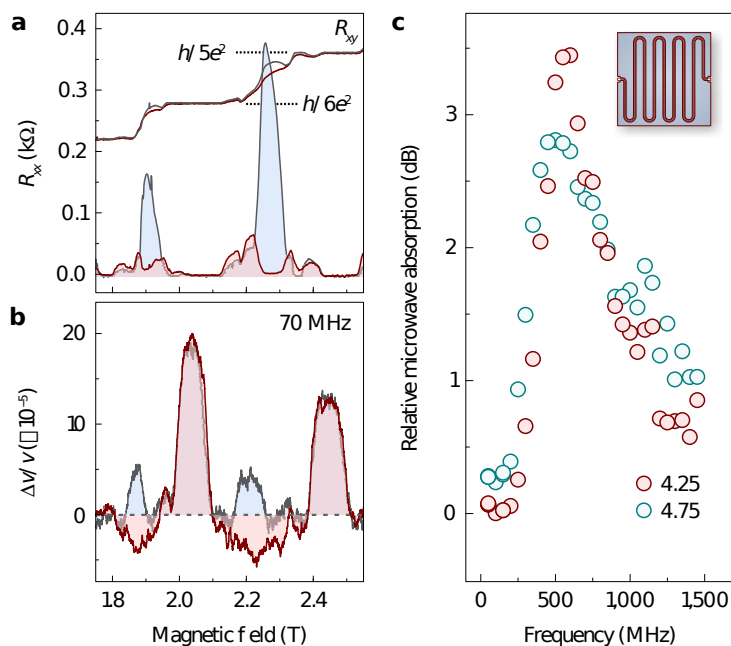 a
0.4
0.3
0.2
0.1
0.0
R_xx (kΩ)
R_xy
h/5e²
h/6e²
b
70 MHz
20
10
0
Δv/v (□10⁻⁵)
1.8 2.0 2.2 2.4
Magnetic field (T)
c
3
2
1
0
Relative microwave absorption (dB)
4.25
4.75
0 500 1,000 1,500
Frequency (MHz)